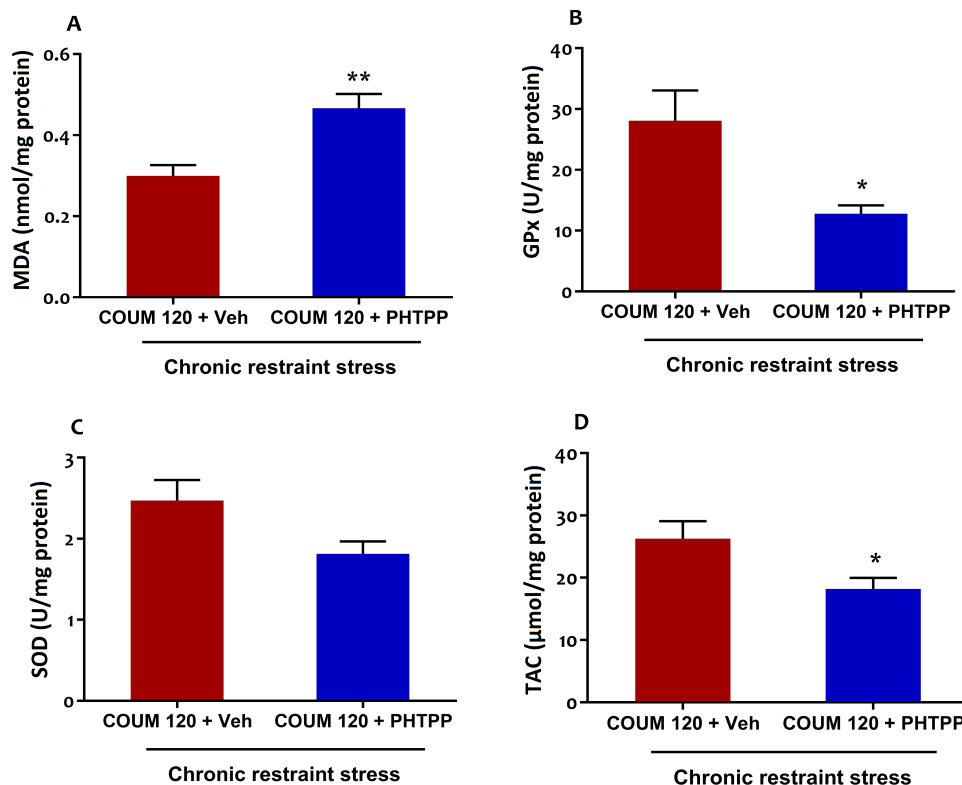 A
MDA (nmol/mg protein)
0.6
0.4
0.2
0.0
**
COUM 120 + Veh COUM 120 + PHTPP
Chronic restraint stress
B
GPx (U/mg protein)
40
30
20
10
0
*
COUM 120 + Veh COUM 120 + PHTPP
Chronic restraint stress
C
SOD (U/mg protein)
3
2
1
0
COUM 120 + Veh COUM 120 + PHTPP
Chronic restraint stress
D
TAC (µmol/mg protein)
40
30
20
10
0
*
COUM 120 + Veh COUM 120 + PHTPP
Chronic restraint stress